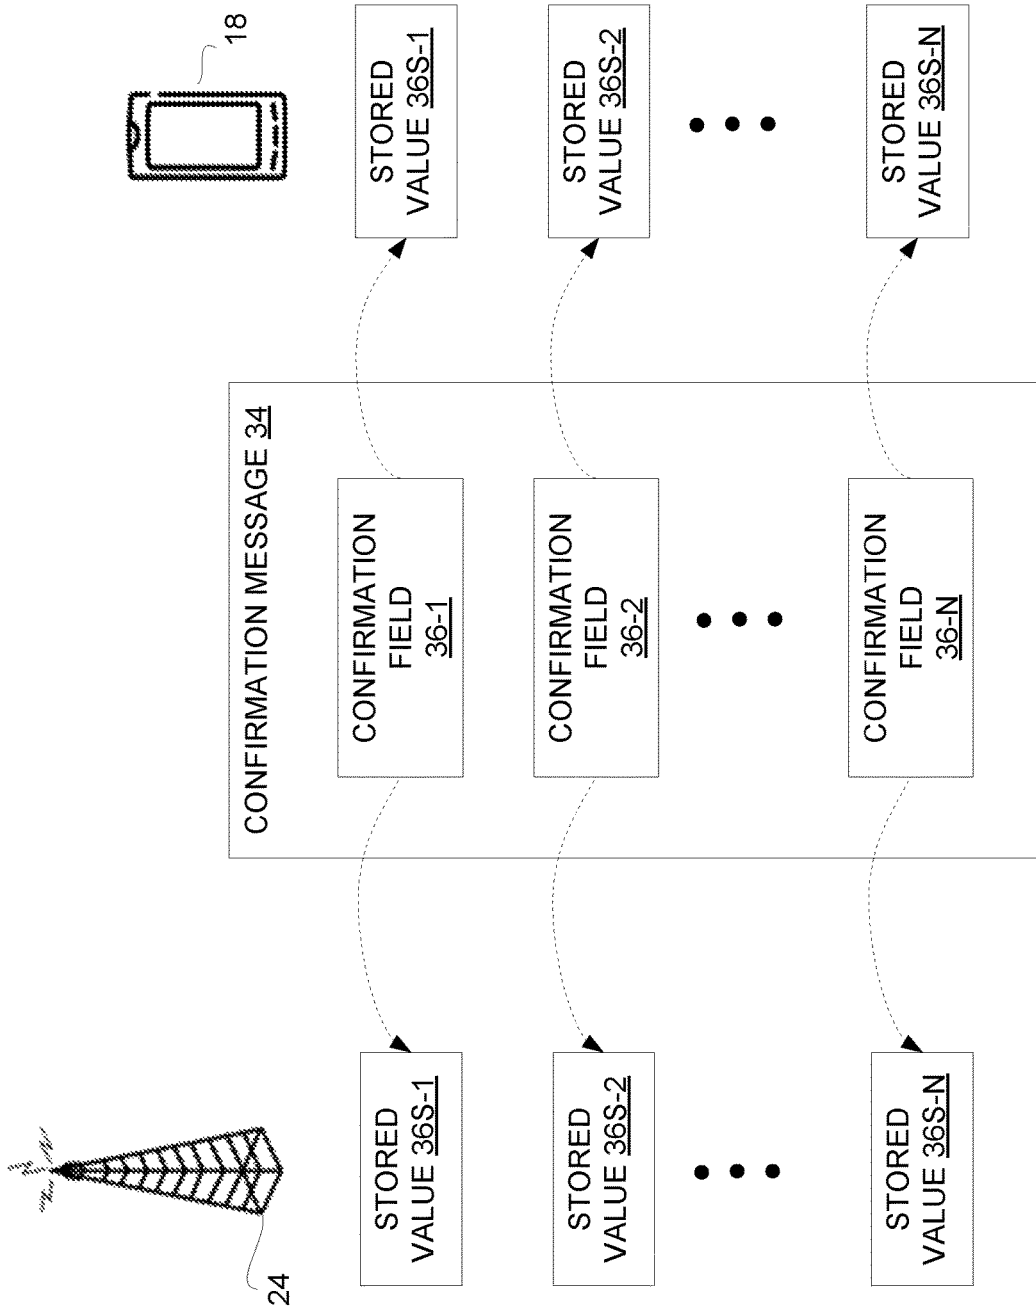 24
18
CONFIRMATION MESSAGE 34
STORED
VALUE 36S-1
CONFIRMATION
FIELD
36-1
STORED
VALUE 36S-1
STORED
VALUE 36S-2
CONFIRMATION
FIELD
36-2
STORED
VALUE 36S-2
STORED
VALUE 36S-N
CONFIRMATION
FIELD
36-N
STORED
VALUE 36S-N